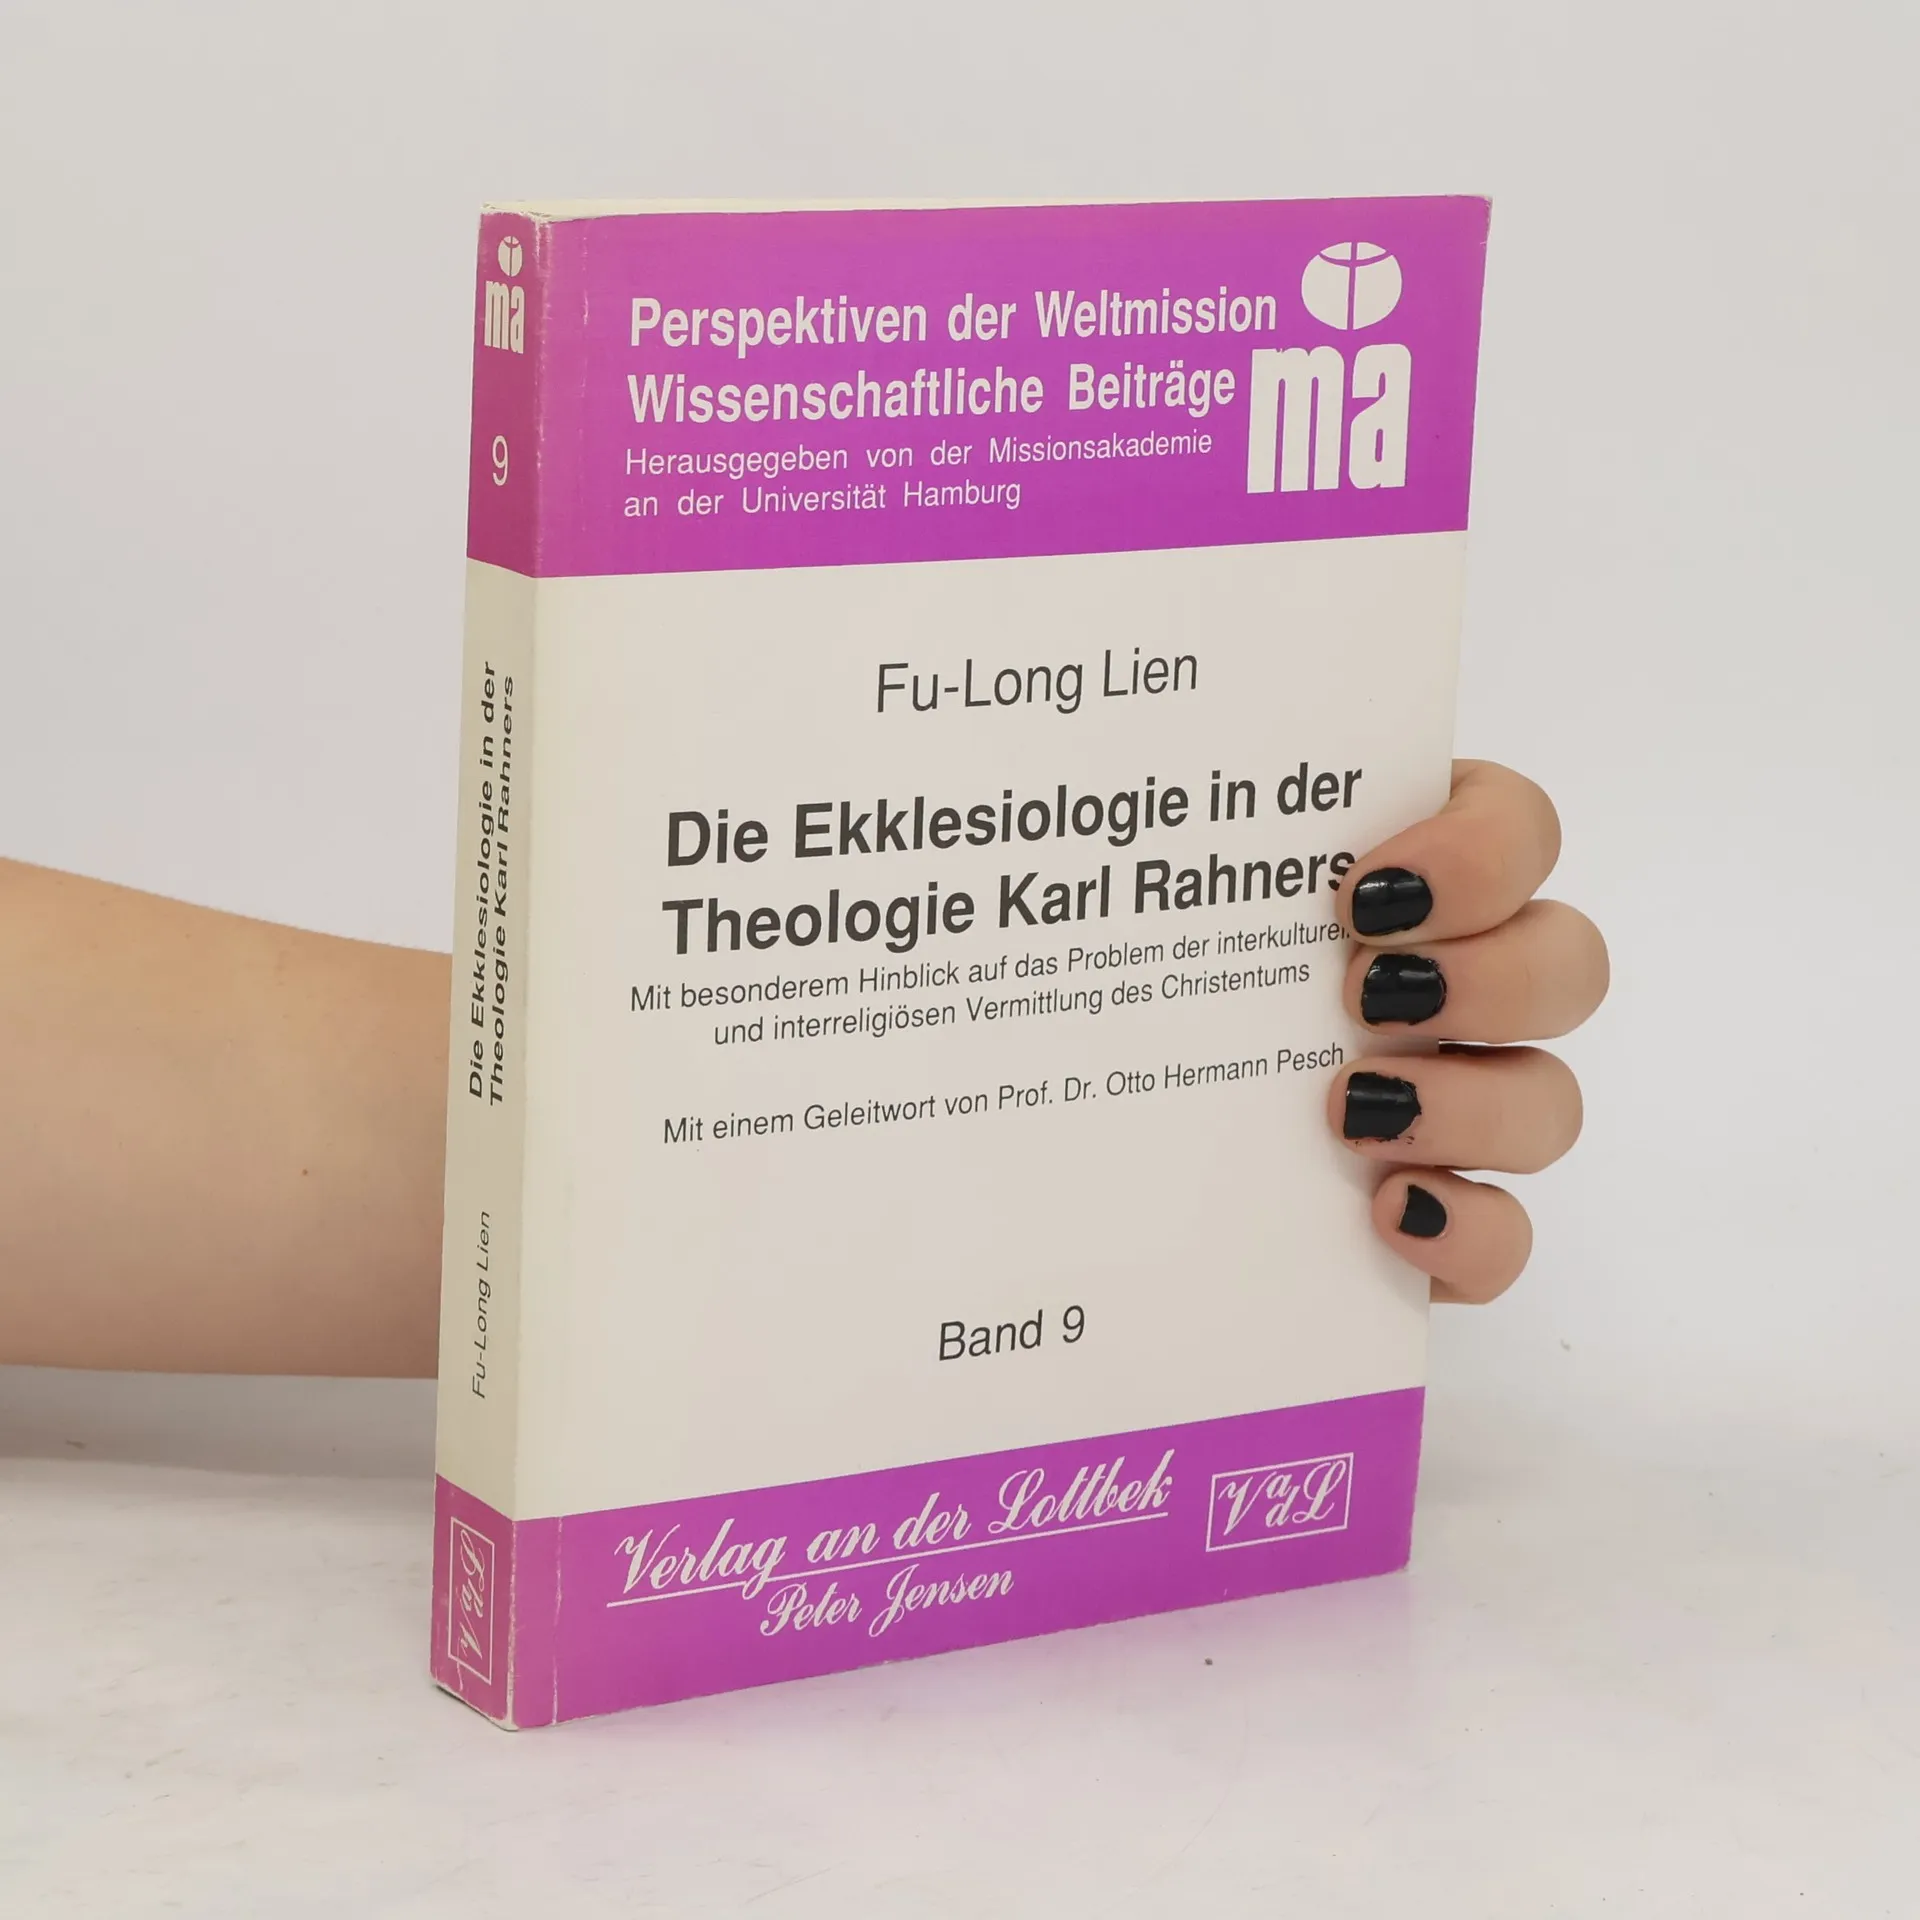 Perspektiven der Weltmission
Wissenschaftliche Beiträge
Herausgegeben von der Missionsakademie
an der Universität Hamburg
ma
Fu-Long Lien
Die Ekklesiologie in der
Theologie Karl Rahners
Mit besonderem Hinblick auf das Problem der
und interreligiösen Vermittlung des Christentums
Mit einem Geleitwort von Prof. Dr. Otto Hermann Pesch
Band 9
Verlag an der Lottbek
Peter Jensen
VadL
ma
9
Die Ekklesiologie in der
Theologie Karl Rahners
Fu-Long Lien
VadL